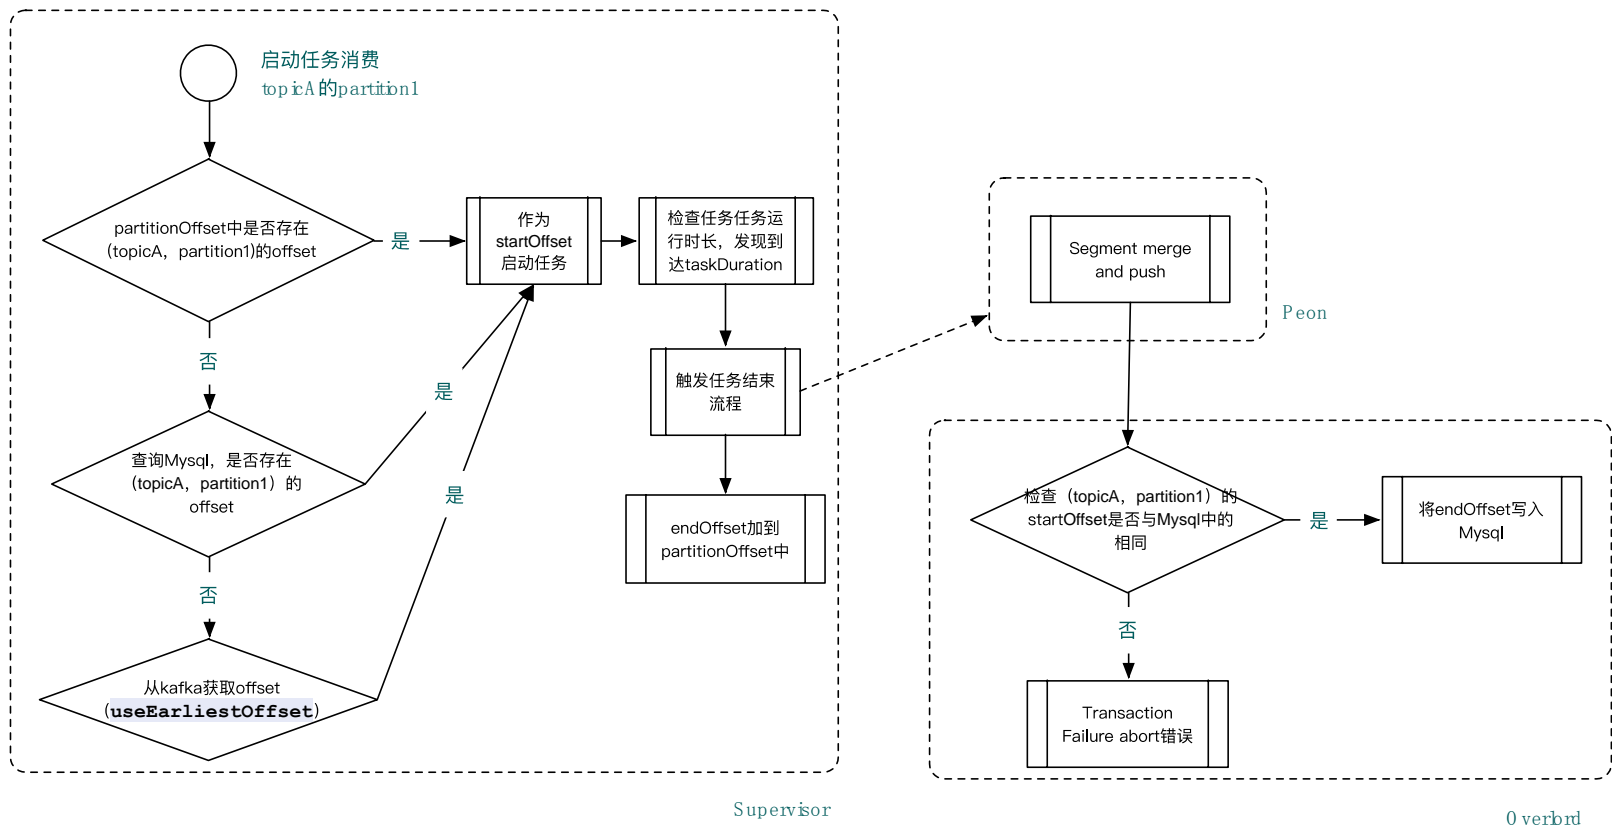 启动任务消费
topicA的partition1
partitionOffset中是否存在
(topicA，partition1)的offset
是
作为
startOffset
启动任务
检查任务任务运
行时长，发现到
达taskDuration
否
触发任务结束
流程
是
查询Mysql，是否存在
（topicA，partition1）的
offset
是
endOffset加到
partitionOffset中
否
从kafka获取offset
(useEarliestOffset)
Supervisor
Segment merge
and push
Peon
检查（topicA，partition1）的
startOffset是否与Mysql中的
相同
是
将endOffset写入
Mysql
否
Transaction
Failure abort错误
Overlord